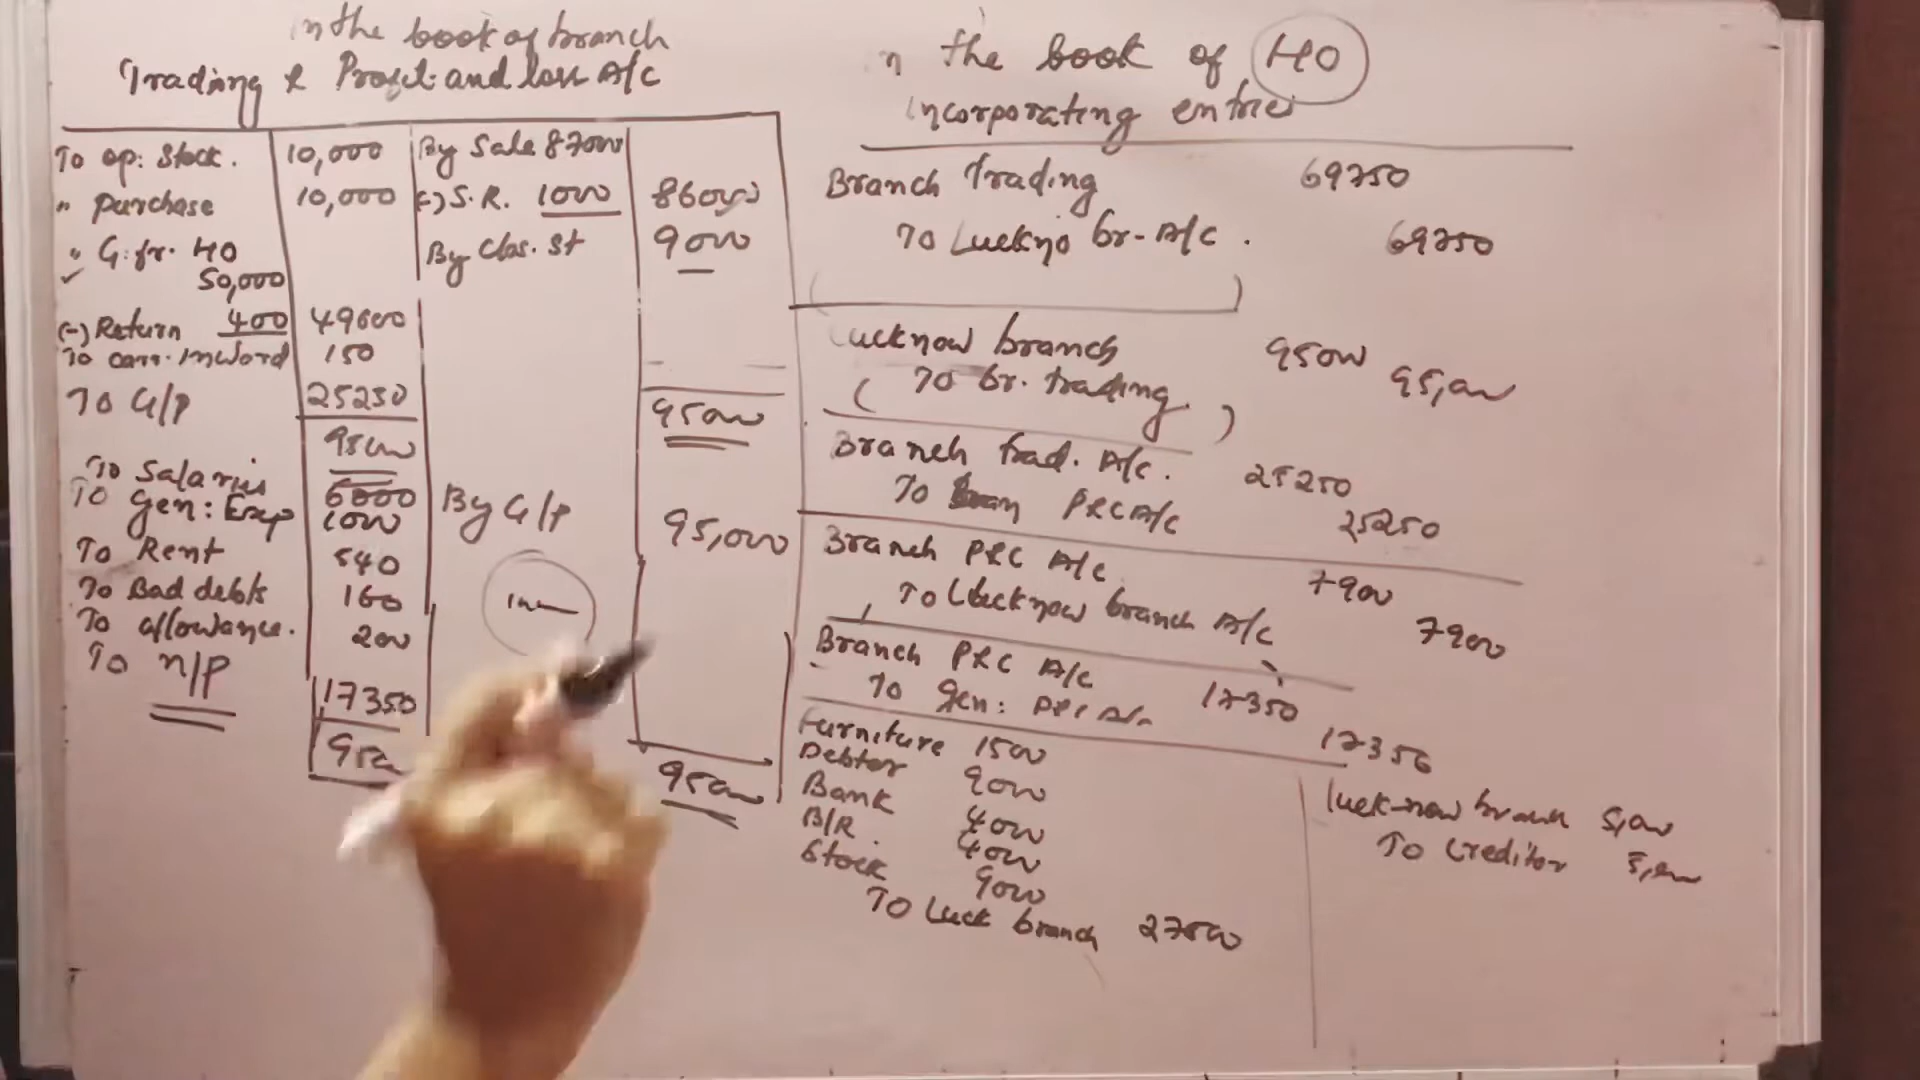 In the book of branch
Trading & Profit and loss A/c
To op: Stock. 10,000 By Sale 87000
" Purchase 10,000 (-) S.R. 1000 86000
" G. fr. HO By Clos. St 9000
50,000
(-) Return 400 49600
To carr. Inword 150
To G/P 25250
95000 95000
To Salaries 6000 By G/P 95,000
To Gen: Exp 1000
To Rent 540
To Bad debts 160
To allowance. 200
To n/p
17350
950 95000
n the book of HO
Incorporating entries
Branch Trading 69750
To Luckno br-A/c. 69750
Lucknow branch 95000
( To br. trading. ) 95,000
Branch trad. A/c. 25250
To P&L A/c 25250
Branch P&L A/c 7900
To Lucknow branch A/c 7900
Branch P&L A/c 17350
To Gen: P&L A/c 17350
Furniture 1500
Debtor 9000
Bank 4000
B/R 4000
Stock 9000
To Luck branch 27500
Lucknow branch 5,000
To Creditor 5,000